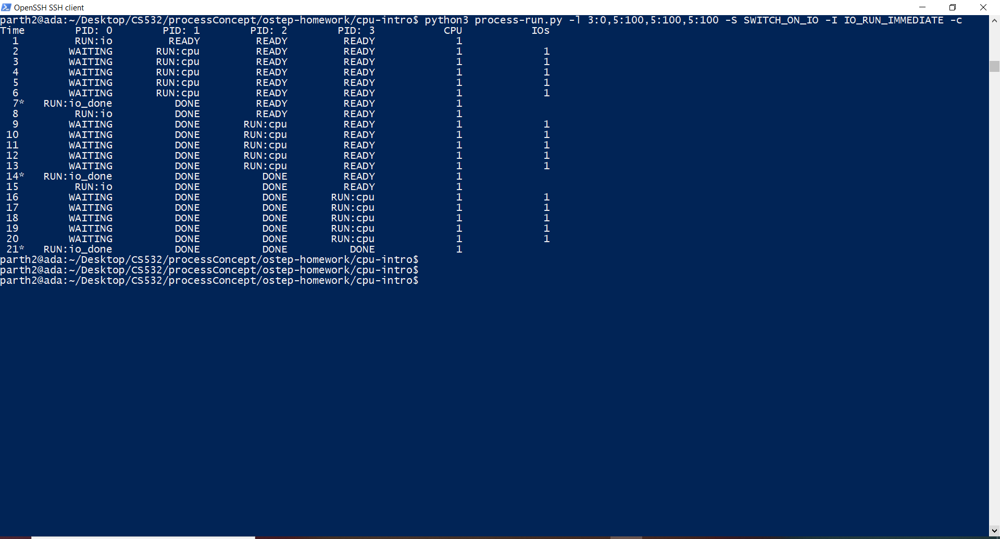 OpenSSH SSH client
parth2@ada:~/Desktop/CS532/processConcept/ostep-homework/cpu-intro$ python3 process-run.py -l 3:0,5:100,5:100,5:100 -S SWITCH_ON_IO -I IO_RUN_IMMEDIATE -c
Time        PID: 0        PID: 1        PID: 2        PID: 3           CPU           IOs
  1         RUN:io         READY         READY         READY             1
  2        WAITING       RUN:cpu         READY         READY             1             1
  3        WAITING       RUN:cpu         READY         READY             1             1
  4        WAITING       RUN:cpu         READY         READY             1             1
  5        WAITING       RUN:cpu         READY         READY             1             1
  6        WAITING       RUN:cpu         READY         READY             1             1
  7*   RUN:io_done          DONE         READY         READY             1
  8         RUN:io          DONE         READY         READY             1
  9        WAITING          DONE       RUN:cpu         READY             1             1
 10        WAITING          DONE       RUN:cpu         READY             1             1
 11        WAITING          DONE       RUN:cpu         READY             1             1
 12        WAITING          DONE       RUN:cpu         READY             1             1
 13        WAITING          DONE       RUN:cpu         READY             1             1
 14*   RUN:io_done          DONE          DONE         READY             1
 15         RUN:io          DONE          DONE         READY             1
 16        WAITING          DONE          DONE       RUN:cpu             1             1
 17        WAITING          DONE          DONE       RUN:cpu             1             1
 18        WAITING          DONE          DONE       RUN:cpu             1             1
 19        WAITING          DONE          DONE       RUN:cpu             1             1
 20        WAITING          DONE          DONE       RUN:cpu             1             1
 21*   RUN:io_done          DONE          DONE          DONE             1
parth2@ada:~/Desktop/CS532/processConcept/ostep-homework/cpu-intro$
parth2@ada:~/Desktop/CS532/processConcept/ostep-homework/cpu-intro$
parth2@ada:~/Desktop/CS532/processConcept/ostep-homework/cpu-intro$